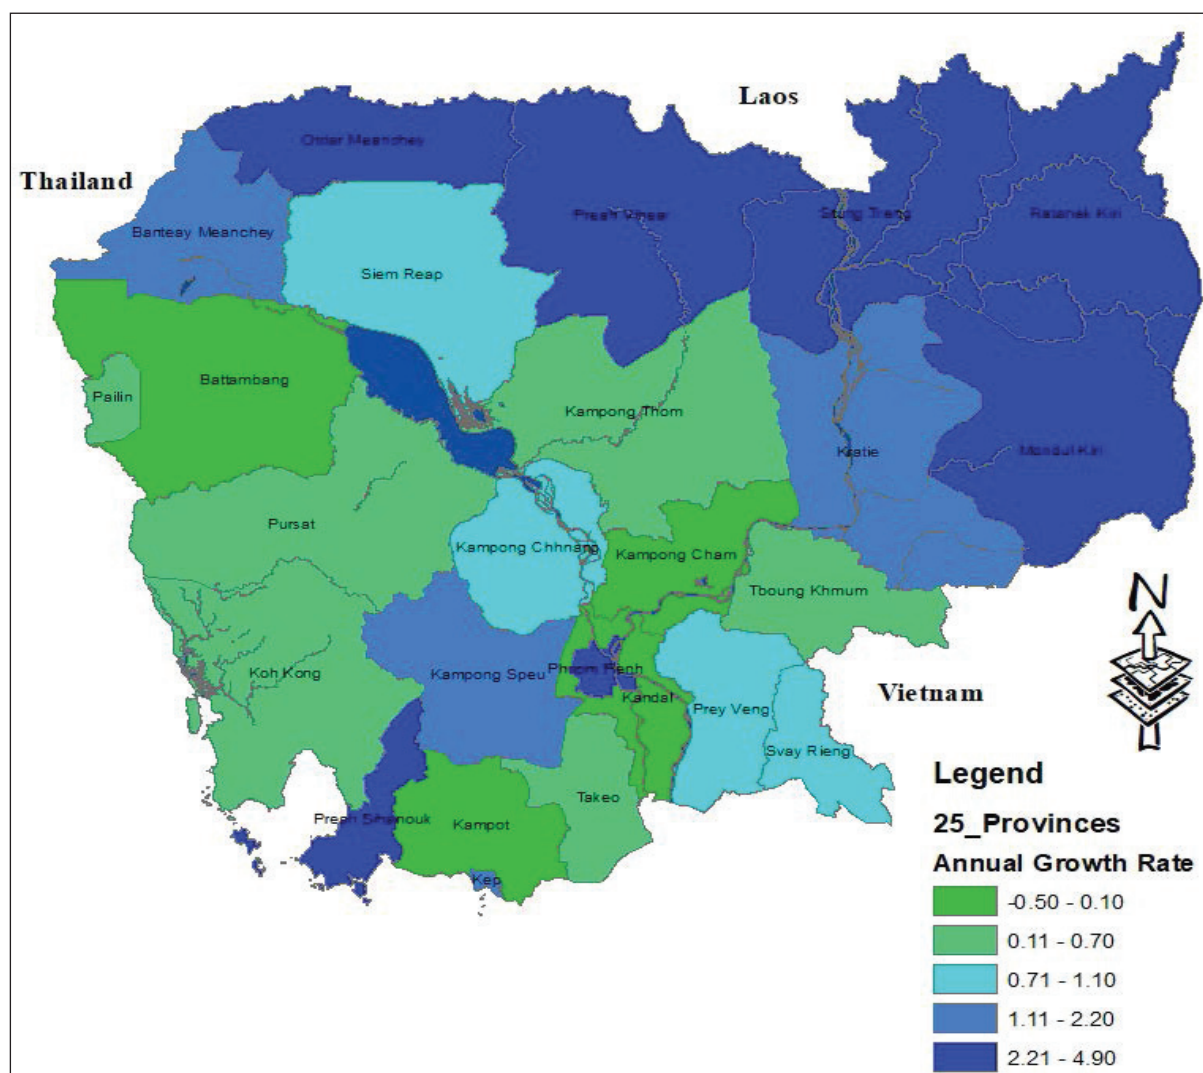 Laos
Oddar Meanchey
Thailand
Preah Vihear
Stung Treng
Ratanak Kiri
Banteay Meanchey
Siem Reap
Battambang
Pailin
Kampong Thom
Kratie
Mondul Kiri
Pursat
Kampong Chhnang
Kampong Cham
Tboung Khmum
N
Koh Kong
Kampong Speu
Phnom Penh
Kandal
Prey Veng
Vietnam
Svay Rieng
Takeo
Preah Sihanouk
Kampot
Kep
Legend
25_Provinces
Annual Growth Rate
-0.50 - 0.10
0.11 - 0.70
0.71 - 1.10
1.11 - 2.20
2.21 - 4.90